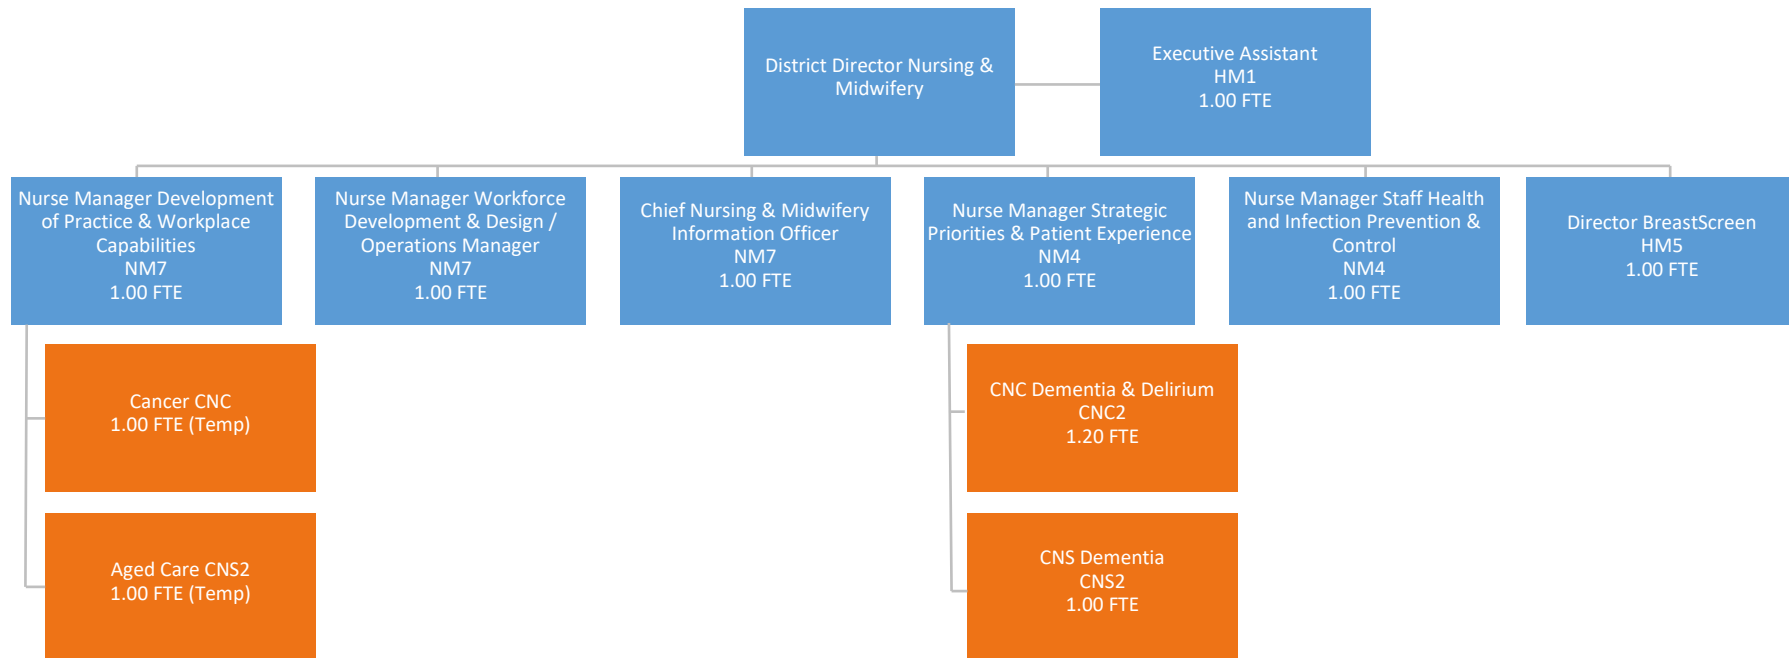 District Director Nursing &
Midwifery
Executive Assistant
HM1
1.00 FTE
Nurse Manager Development
of Practice & Workplace
Capabilities
NM7
1.00 FTE
Nurse Manager Workforce
Development & Design /
Operations Manager
NM7
1.00 FTE
Chief Nursing & Midwifery
Information Officer
NM7
1.00 FTE
Nurse Manager Strategic
Priorities & Patient Experience
NM4
1.00 FTE
Nurse Manager Staff Health
and Infection Prevention &
Control
NM4
1.00 FTE
Director BreastScreen
HM5
1.00 FTE
Cancer CNC
1.00 FTE (Temp)
Aged Care CNS2
1.00 FTE (Temp)
CNC Dementia & Delirium
CNC2
1.20 FTE
CNS Dementia
CNS2
1.00 FTE